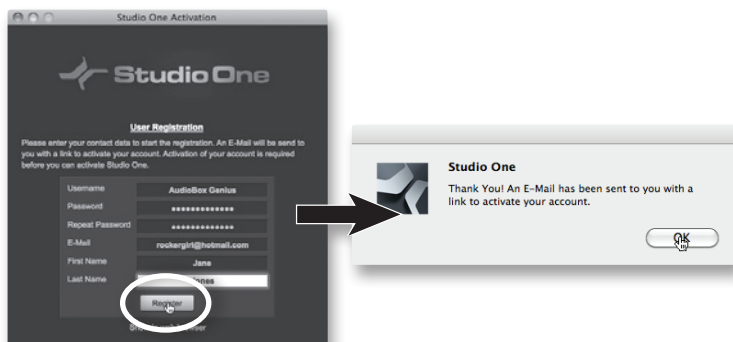 Studio One Activation
Studio One
User Registration
Please enter your contact data to start the registration. An E-Mail will be send to
you with a link to activate your account. Activation of your account is required
before you can activate Studio One.
Username AudioBox Genius
Password •••••••••••••
Repeat Password •••••••••••••
E-Mail rockergirl@hotmail.com
First Name Jane
Last Name
Register
Studio One
Thank You! An E-Mail has been sent to you with a
link to activate your account.
OK